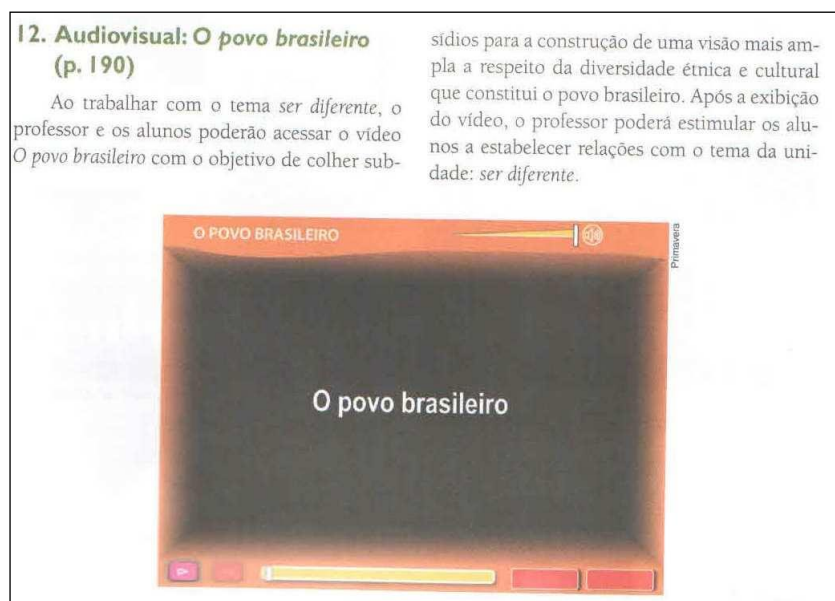 12. Audiovisual: O povo brasileiro
(p. 190)
Ao trabalhar com o tema ser diferente, o
professor e os alunos poderão acessar o vídeo
O povo brasileiro com o objetivo de colher sub-
sídios para a construção de uma visão mais am-
pla a respeito da diversidade étnica e cultural
que constitui o povo brasileiro. Após a exibição
do vídeo, o professor poderá estimular os alu-
nos a estabelecer relações com o tema da uni-
dade: ser diferente.
O POVO BRASILEIRO
Primavera
O povo brasileiro